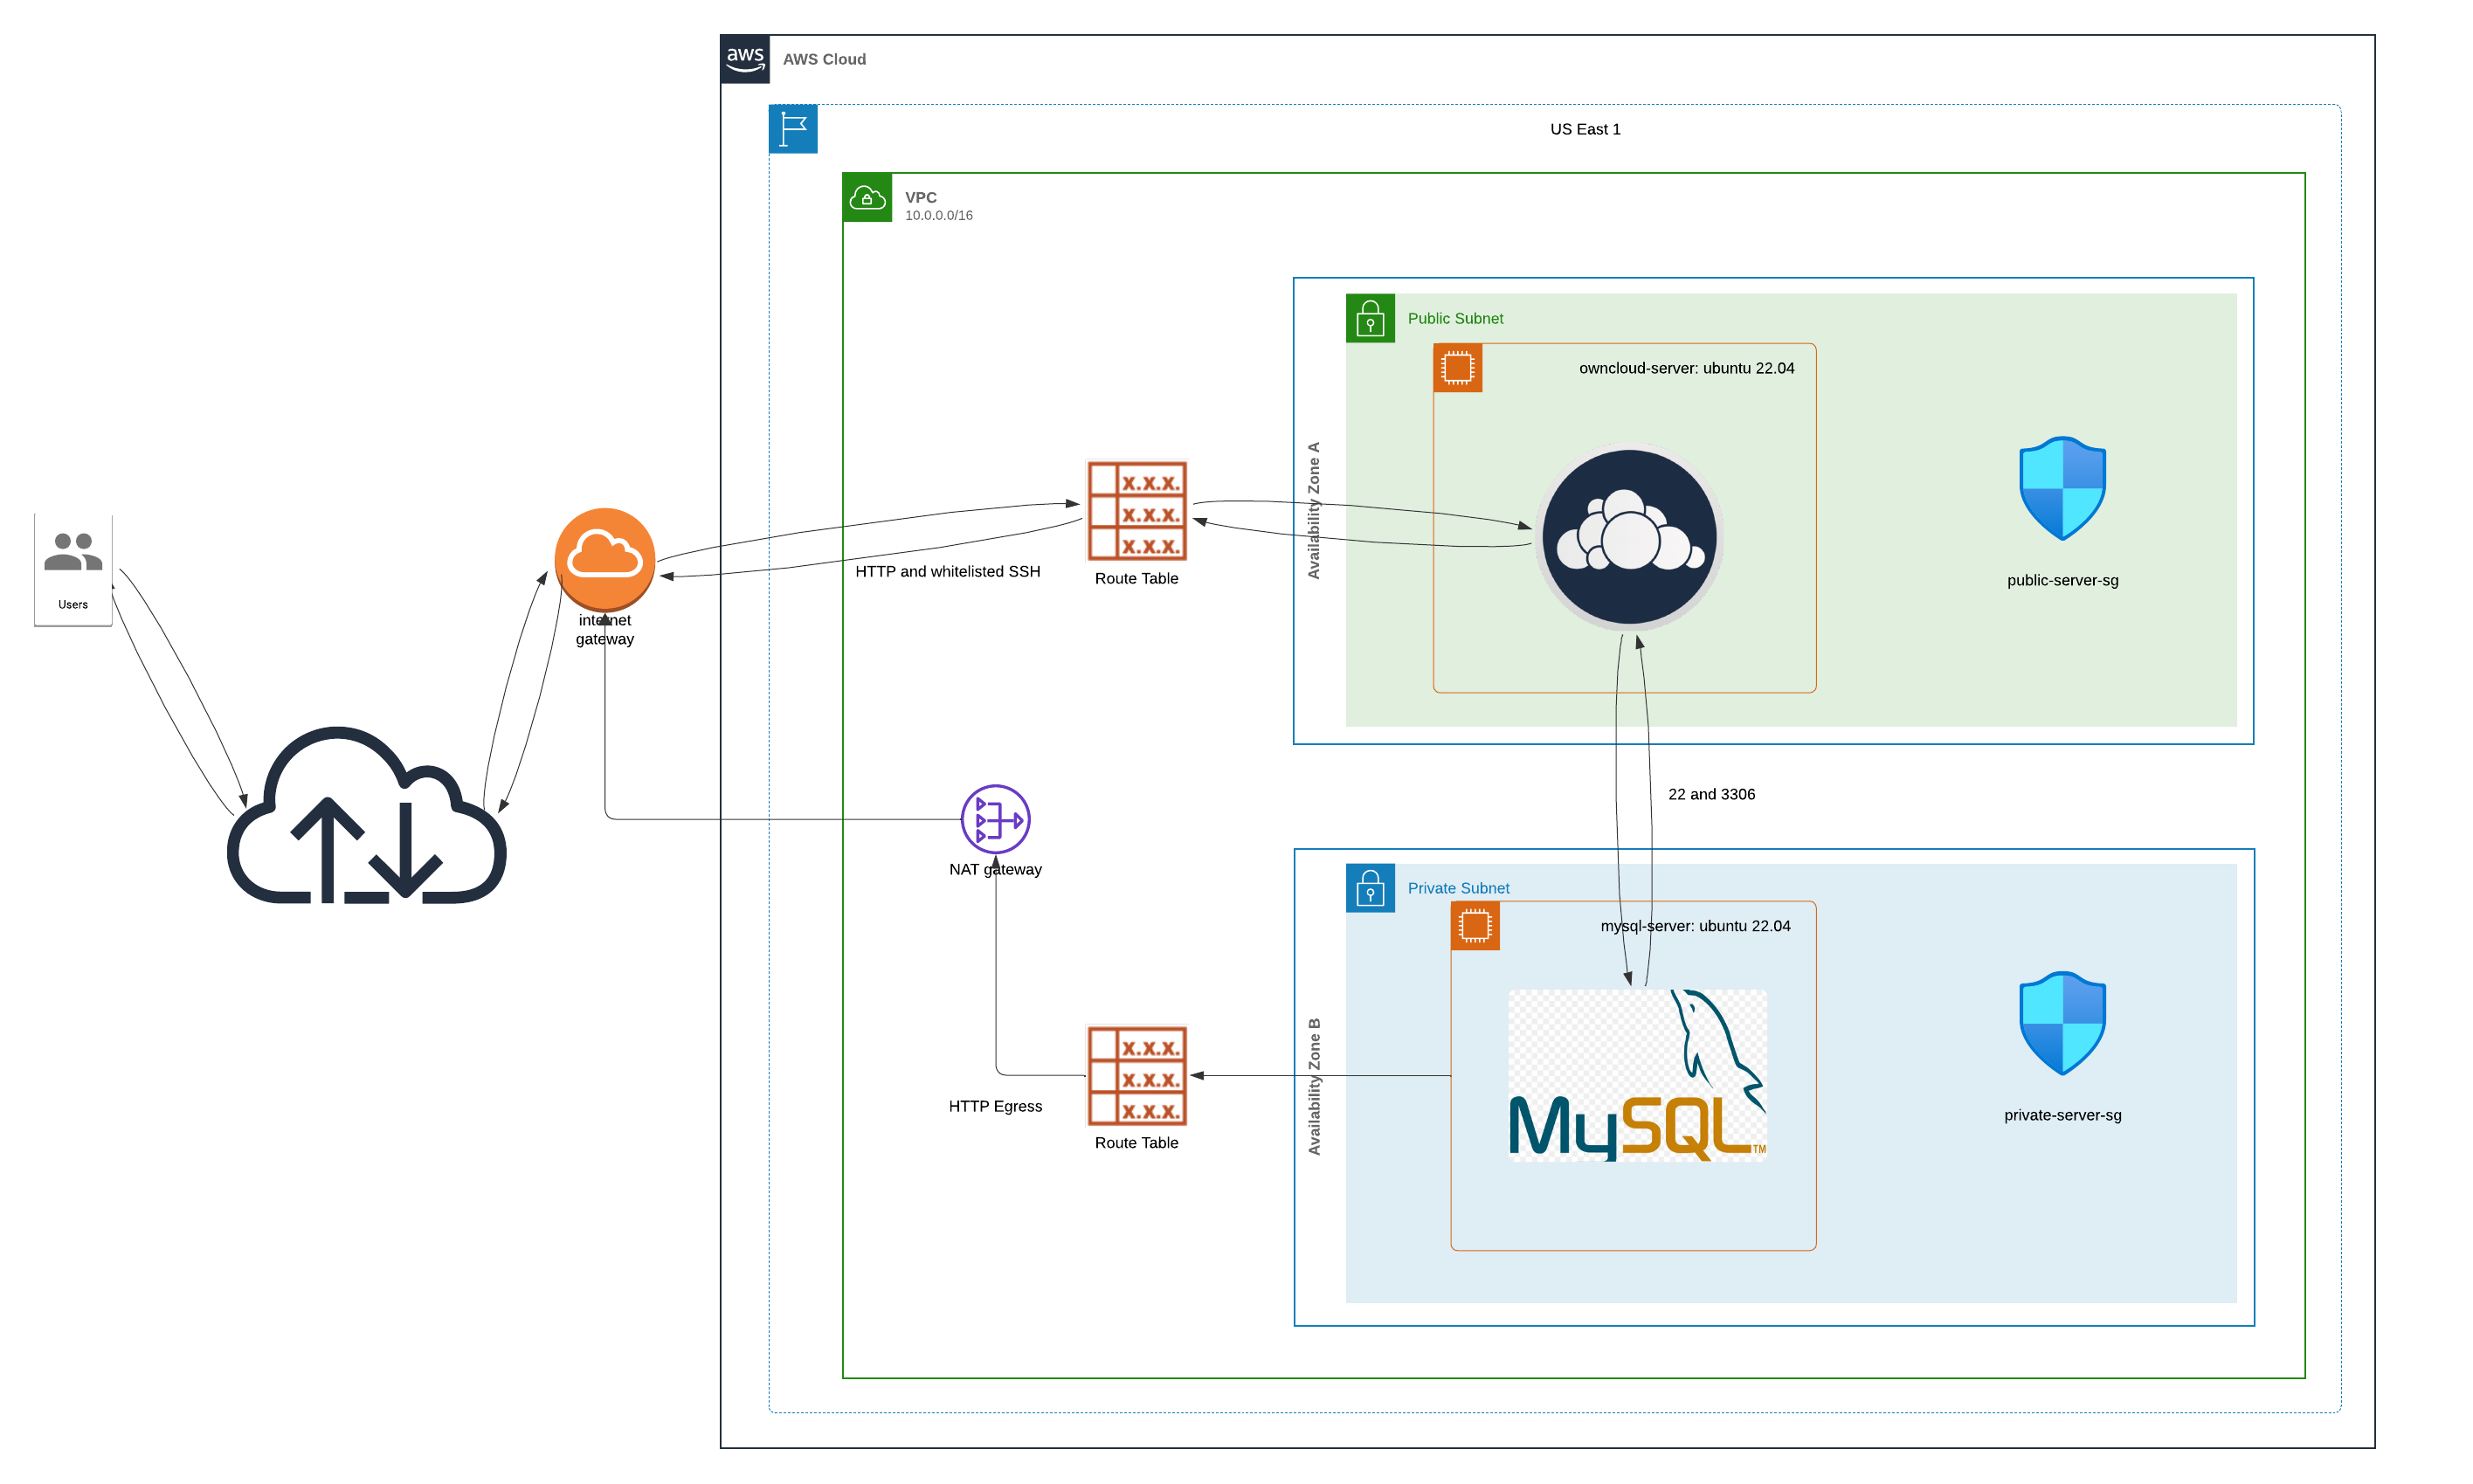 aws
AWS Cloud
US East 1
VPC
10.0.0.0/16
Public Subnet
owncloud-server: ubuntu 22.04
Availability Zone A
x.x.x.
x.x.x.
x.x.x.
Route Table
public-server-sg
Users
internet
gateway
HTTP and whitelisted SSH
22 and 3306
NAT gateway
Private Subnet
mysql-server: ubuntu 22.04
Availability Zone B
x.x.x.
x.x.x.
x.x.x.
Route Table
HTTP Egress
MySQL™
private-server-sg